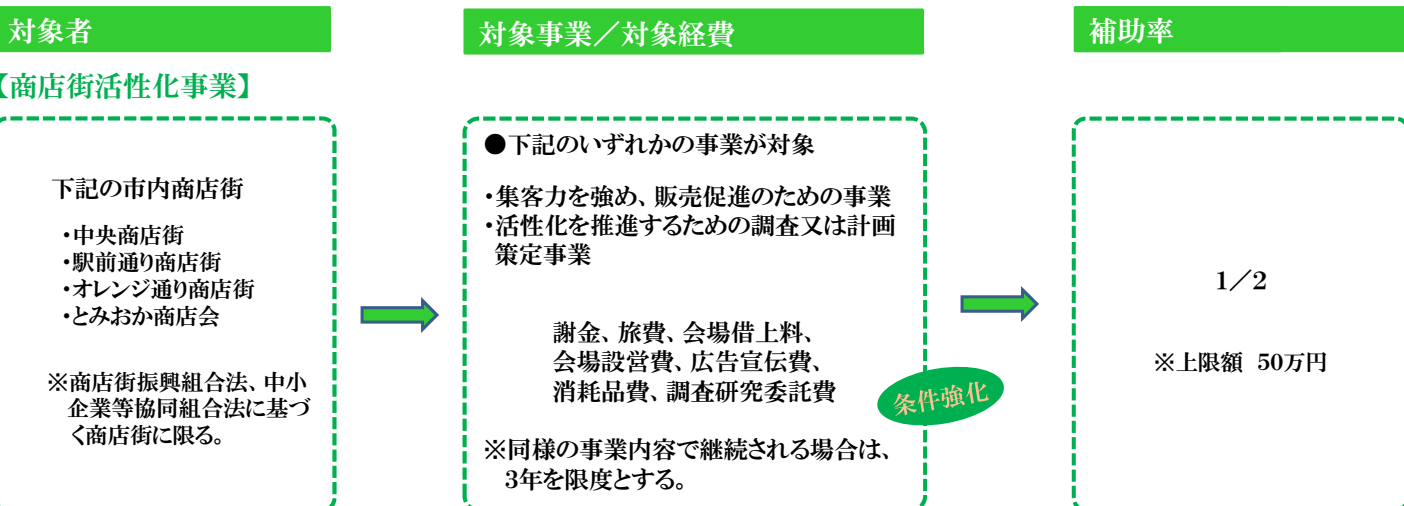 対象者
対象事業／対象経費
補助率
【商店街活性化事業】
下記の市内商店街
・中央商店街
・駅前通り商店街
・オレンジ通り商店街
・とみおか商店会
※商店街振興組合法、中小
企業等協同組合法に基づ
く商店街に限る。
●下記のいずれかの事業が対象
・集客力を強め、販売促進のための事業
・活性化を推進するための調査又は計画
策定事業
謝金、旅費、会場借上料、
会場設営費、広告宣伝費、
消耗品費、調査研究委託費
条件強化
※同様の事業内容で継続される場合は、
3年を限度とする。
1／2
※上限額 50万円